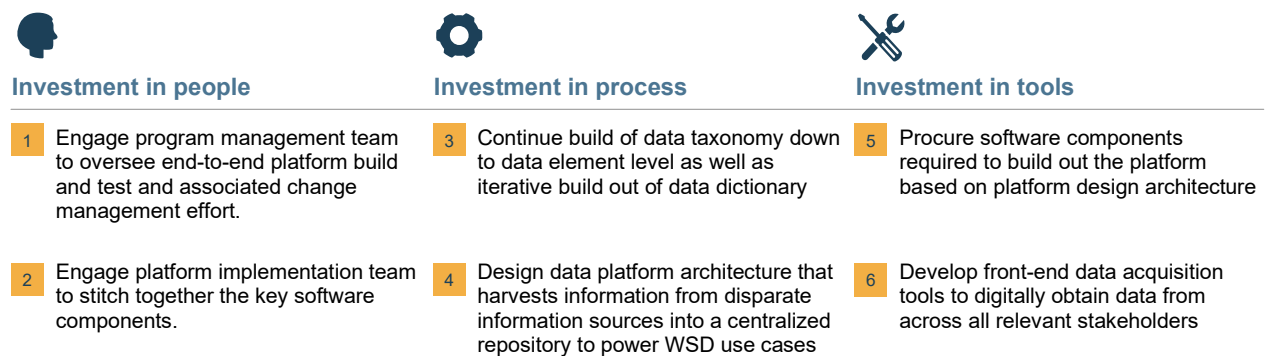 Investment in people
1 Engage program management team
to oversee end-to-end platform build
and test and associated change
management effort.
2 Engage platform implementation team
to stitch together the key software
components.
Investment in process
3 Continue build of data taxonomy down
to data element level as well as
iterative build out of data dictionary
4 Design data platform architecture that
harvests information from disparate
information sources into a centralized
repository to power WSD use cases
Investment in tools
5 Procure software components
required to build out the platform
based on platform design architecture
6 Develop front-end data acquisition
tools to digitally obtain data from
across all relevant stakeholders